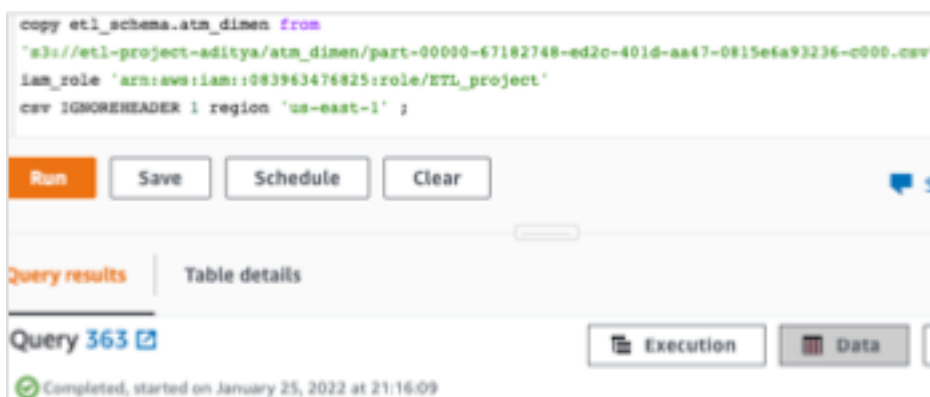 copy etl_schema.atm_dimen from
's3://etl-project-aditya/atm_dimen/part-00000-67182748-ed2c-401d-aa47-0815e6a93236-c000.csv
iam_role 'arn:aws:iam::083963476825:role/ETL_project'
csv IGNOREHEADER 1 region 'us-east-1' ;
Run Save Schedule Clear
Query results Table details
Query 363 Execution Data
Completed, started on January 25, 2022 at 21:16:09